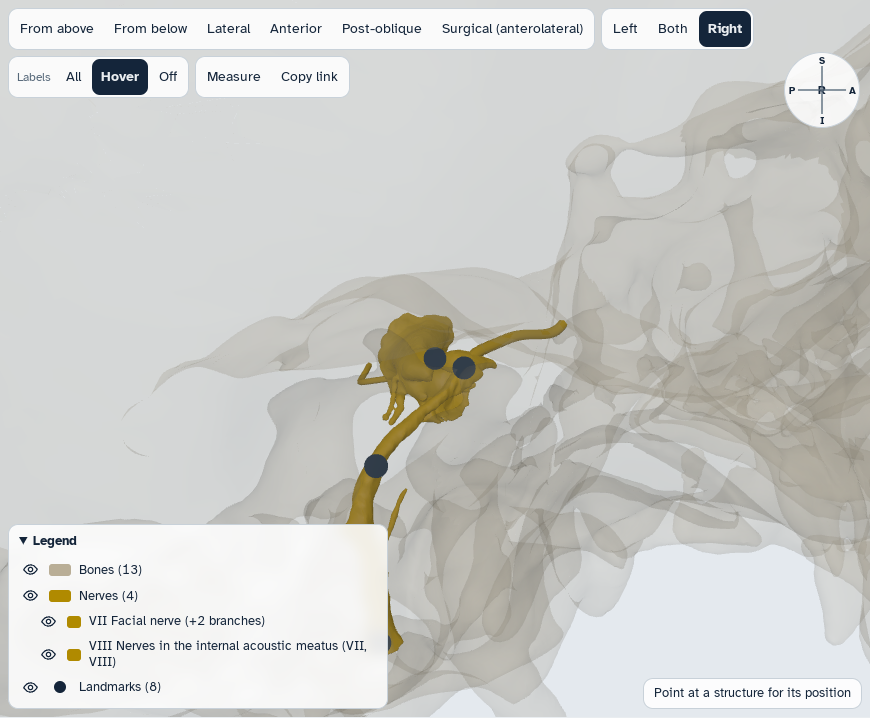 From above From below Lateral Anterior Post-oblique Surgical (anterolateral) Left Both Right
Labels All Hover Off Measure Copy link
S
P R A
I
▼ Legend
Bones (13)
Nerves (4)
VII Facial nerve (+2 branches)
VIII Nerves in the internal acoustic meatus (VII,
VIII)
Landmarks (8)
Point at a structure for its position